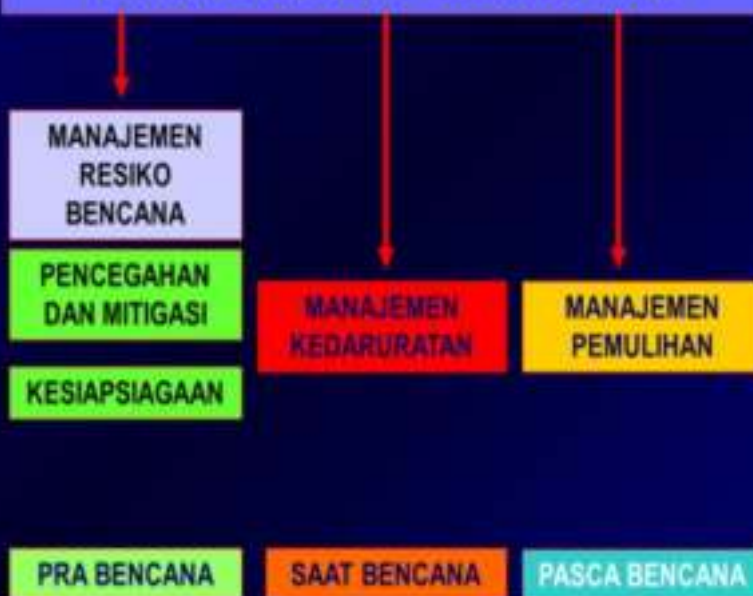 MANAJEMEN
RESIKO
BENCANA
PENCEGAHAN
DAN MITIGASI
KESIAPSIAGAAN
MANAJEMEN
KEDARURATAN
MANAJEMEN
PEMULIHAN
PRA BENCANA
SAAT BENCANA
PASCA BENCANA